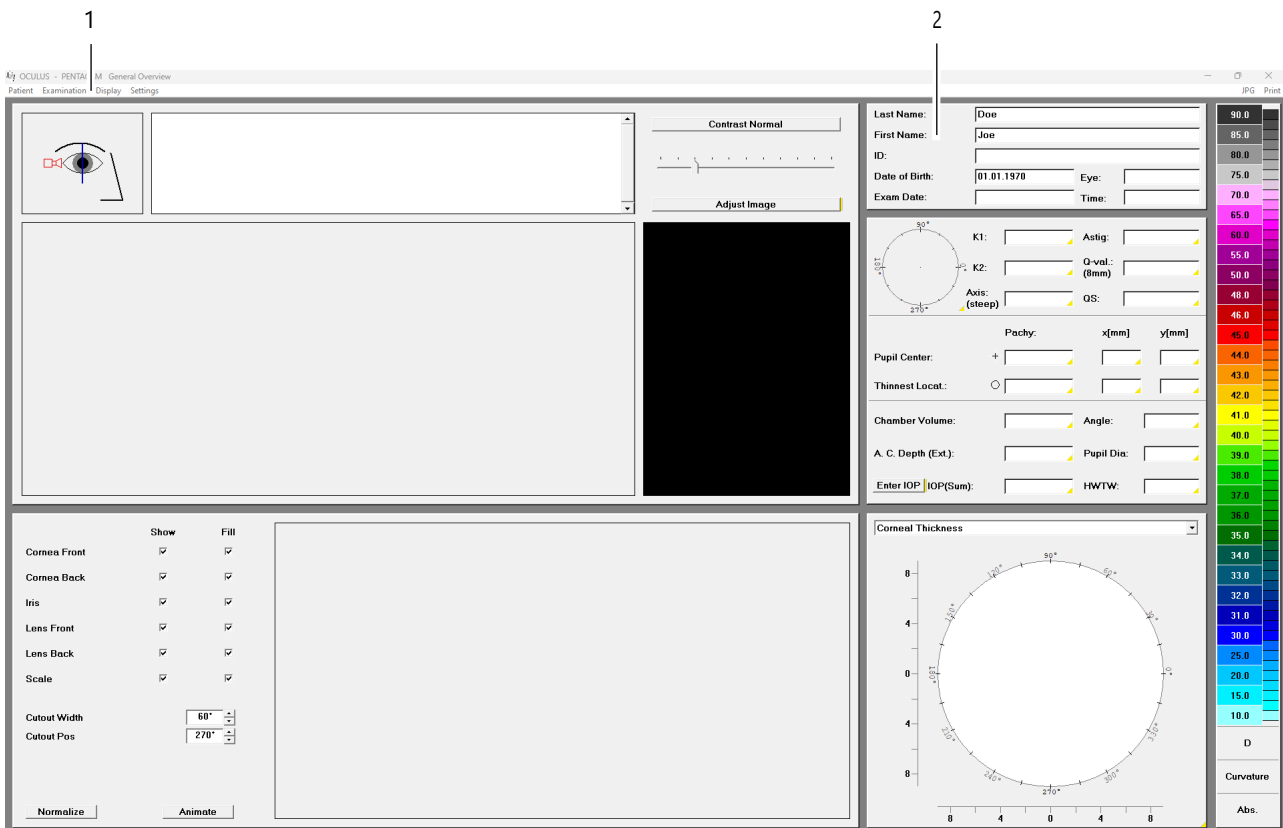 1
2
OCULUS - PENTACAM General Overview
Patient Examination Display Settings
JPG Print
Contrast Normal
Adjust Image
Last Name: Doe
First Name: Joe
ID:
Date of Birth: 01.01.1970 Eye:
Exam Date: Time:
90°
180°
0°
270°
K1: Astig:
K2: Q-val.:
(8mm)
Axis:
(steep) QS:
Pachy: x[mm] y[mm]
Pupil Center: +
Thinnest Locat.:
Chamber Volume: Angle:
A. C. Depth (Ext.): Pupil Dia:
Enter IOP IOP(Sum): HWTW:
Show Fill
Cornea Front
Cornea Back
Iris
Lens Front
Lens Back
Scale
Cutout Width 60°
Cutout Pos 270°
Normalize Animate
Corneal Thickness
90°
120° 60°
150° 30°
180° 0°
210° 330°
240° 300°
270°
8
4
0
4
8
8 4 0 4 8
90.0
85.0
80.0
75.0
70.0
65.0
60.0
55.0
50.0
48.0
46.0
45.0
44.0
43.0
42.0
41.0
40.0
39.0
38.0
37.0
36.0
35.0
34.0
33.0
32.0
31.0
30.0
25.0
20.0
15.0
10.0
D
Curvature
Abs.